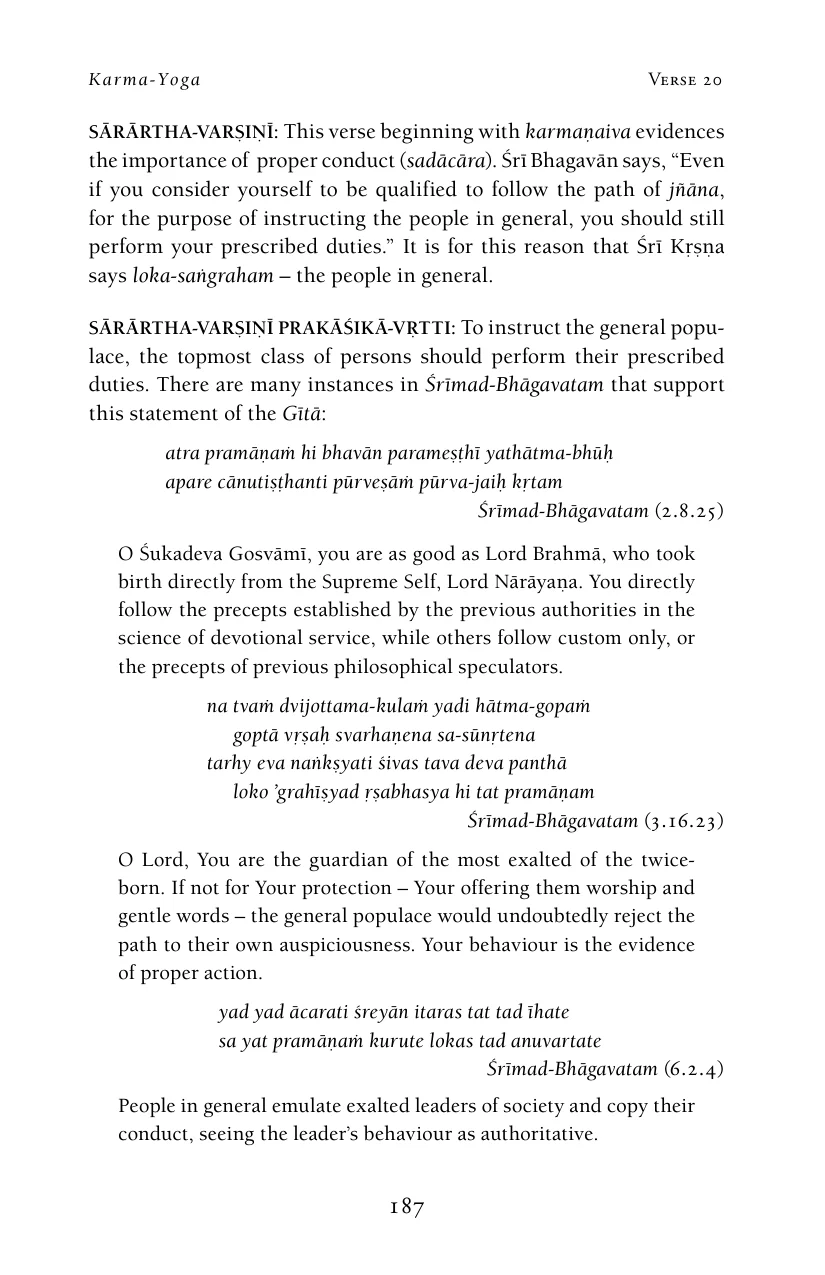 Karma-Yoga
Verse 20
SĀRĀRTHA-VARṢIṆĪ: This verse beginning with karmaṇaiva evidences
the importance of proper conduct (sadācāra). Śrī Bhagavān says, “Even
if you consider yourself to be qualified to follow the path of jñāna,
for the purpose of instructing the people in general, you should still
perform your prescribed duties.” It is for this reason that Śrī Kṛṣṇa
says loka-saṅgraham – the people in general.
SĀRĀRTHA-VARṢIṆĪ PRAKĀŚIKĀ-VṚTTI: To instruct the general popu-
lace, the topmost class of persons should perform their prescribed
duties. There are many instances in Śrīmad-Bhāgavatam that support
this statement of the Gītā:
atra pramāṇaṁ hi bhavān parameṣṭhī yathātma-bhūḥ
apare cānutiṣṭhanti pūrveṣāṁ pūrva-jaiḥ kṛtam
Śrīmad-Bhāgavatam (2.8.25)
O Śukadeva Gosvāmī, you are as good as Lord Brahmā, who took
birth directly from the Supreme Self, Lord Nārāyaṇa. You directly
follow the precepts established by the previous authorities in the
science of devotional service, while others follow custom only, or
the precepts of previous philosophical speculators.
na tvaṁ dvijottama-kulaṁ yadi hātma-gopaṁ
goptā vṛṣaḥ svarhaṇena sa-sūnṛtena
tarhy eva naṅkṣyati śivas tava deva panthā
loko ’grahīṣyad ṛṣabhasya hi tat pramāṇam
Śrīmad-Bhāgavatam (3.16.23)
O Lord, You are the guardian of the most exalted of the twice-
born. If not for Your protection – Your offering them worship and
gentle words – the general populace would undoubtedly reject the
path to their own auspiciousness. Your behaviour is the evidence
of proper action.
yad yad ācarati śreyān itaras tat tad īhate
sa yat pramāṇaṁ kurute lokas tad anuvartate
Śrīmad-Bhāgavatam (6.2.4)
People in general emulate exalted leaders of society and copy their
conduct, seeing the leader’s behaviour as authoritative.
187